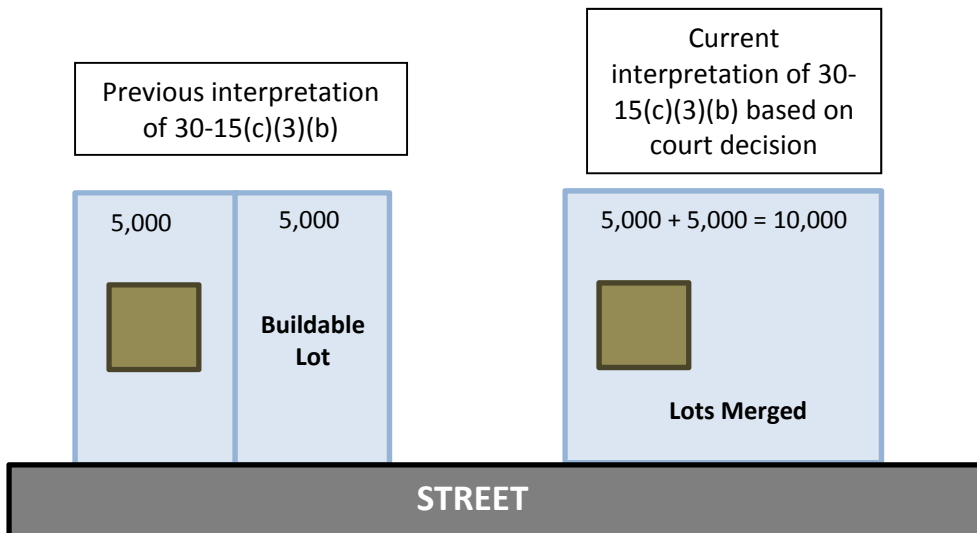 Previous interpretation
of 30-15(c)(3)(b)
Current
interpretation of 30-
15(c)(3)(b) based on
court decision
5,000
5,000
Buildable
Lot
5,000 + 5,000 = 10,000
Lots Merged
STREET